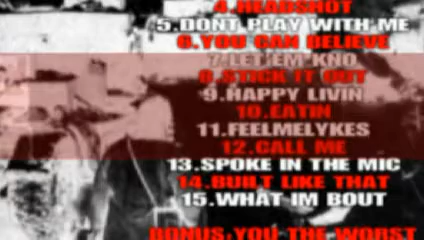 4.HEADSHOT
5.DONT PLAY WITH ME
6.YOU CAN BELIEVE
7.LET EM KNO
8.STICK IT OUT
9.HAPPY LIVIN
10.EATIN
11.FEELMELYKES
12.CALL ME
13.SPOKE IN THE MIC
14.BUILT LIKE THAT
15.WHAT IM BOUT
BONUS:YOU THE WORST